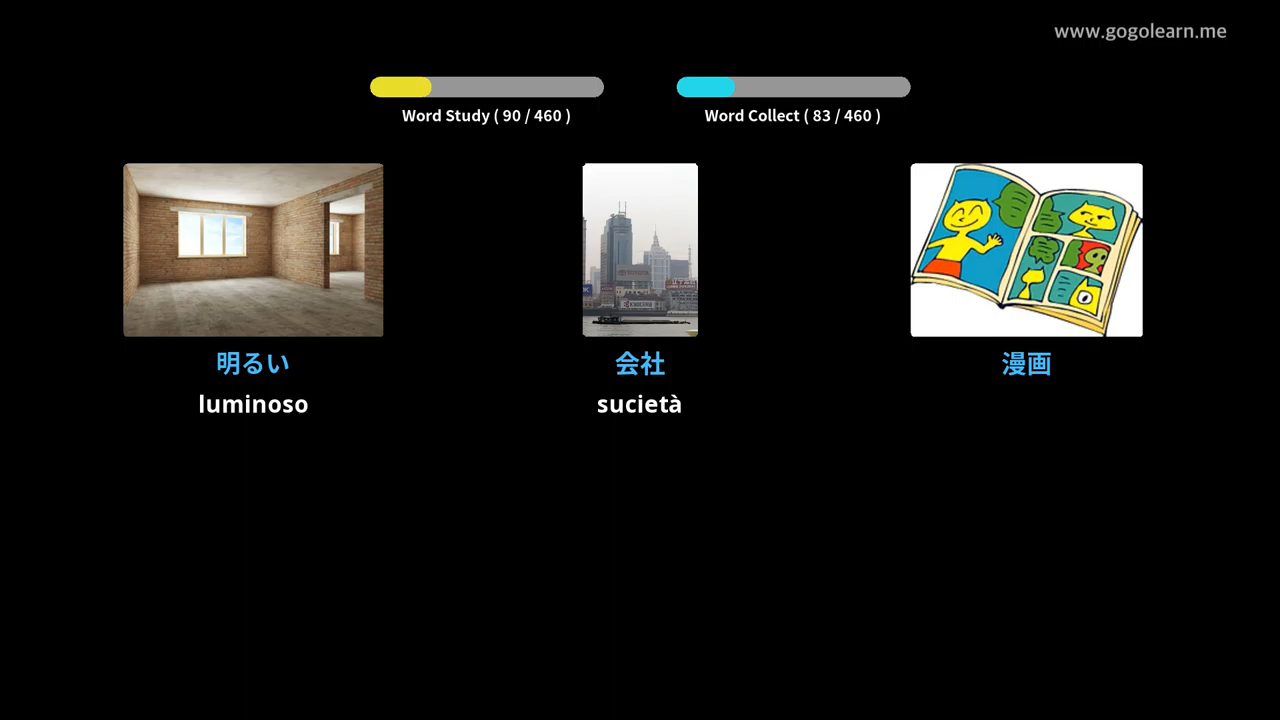 www.gogolearn.me
Word Study ( 90 / 460 )
Word Collect ( 83 / 460 )
明るい
会社
漫画
luminoso
sucietà